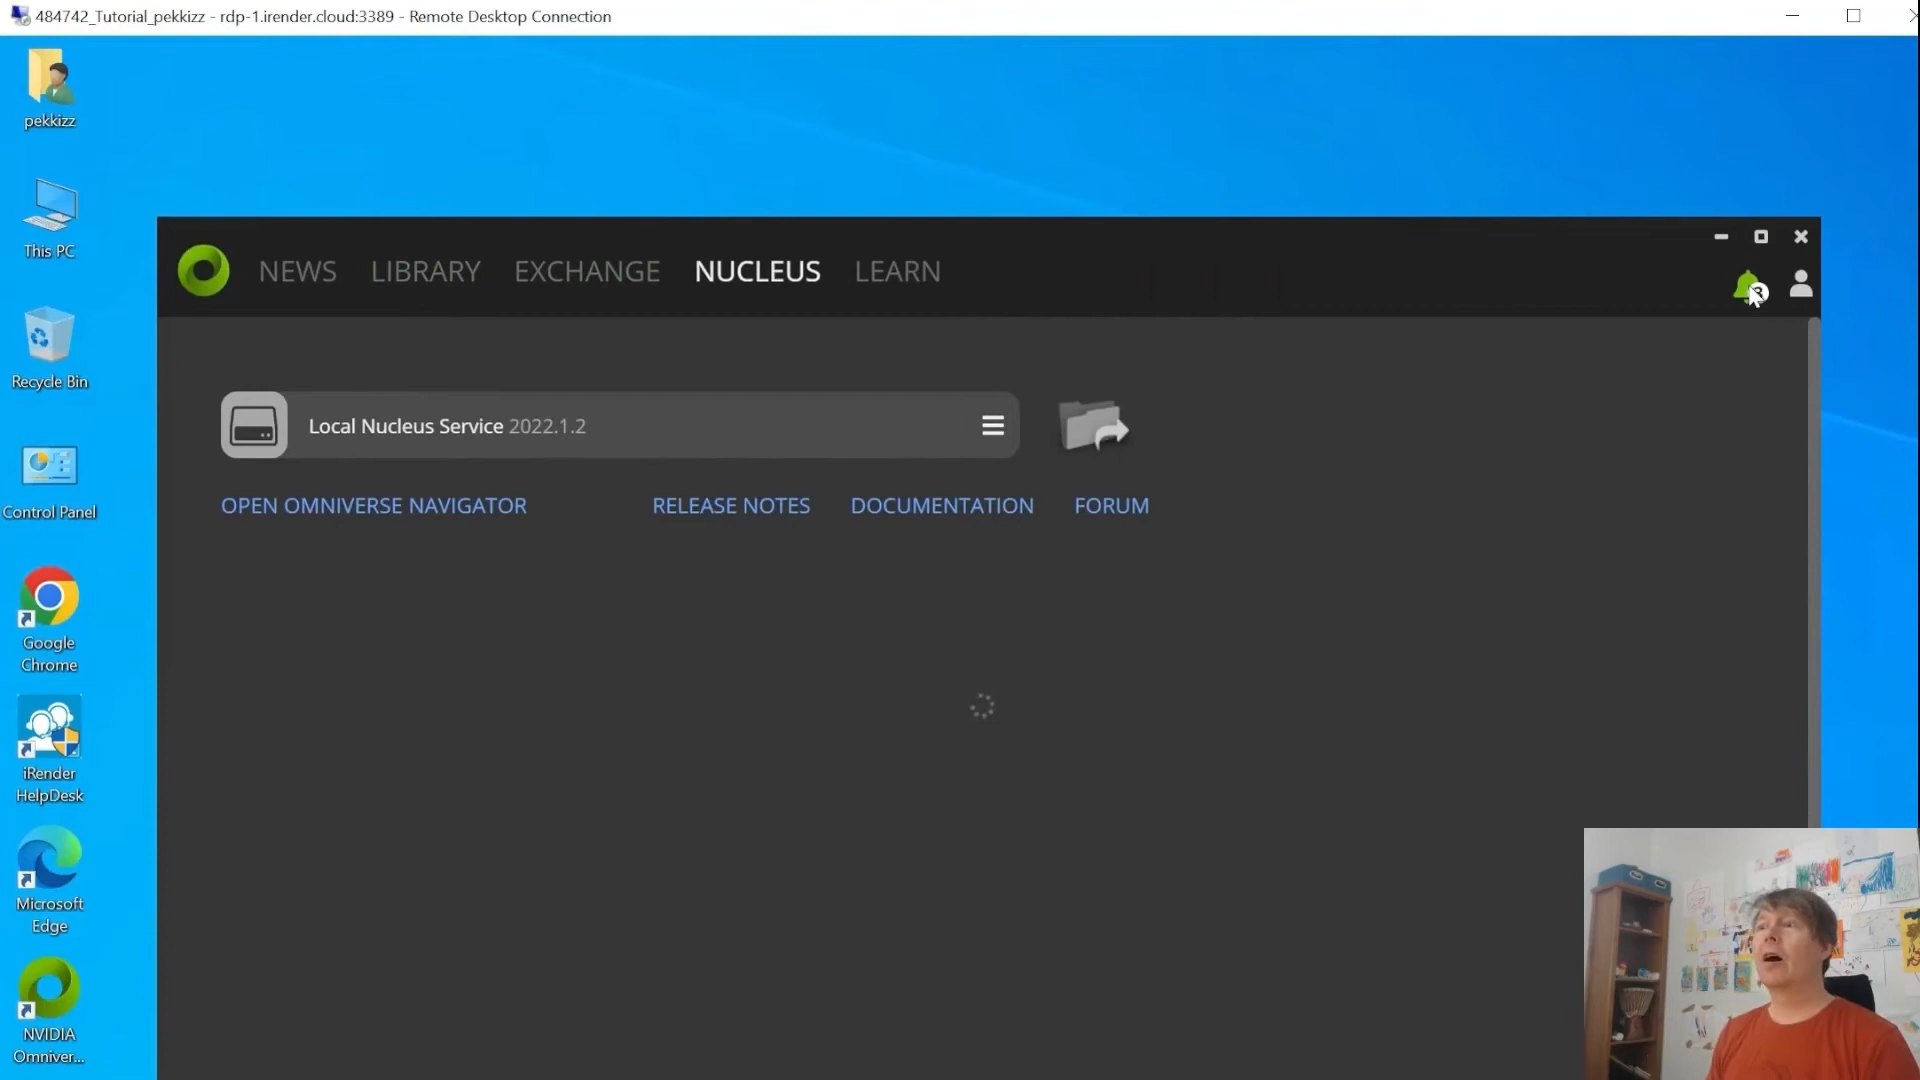 484742_Tutorial_pekkizz - rdp-1.irender.cloud:3389 - Remote Desktop Connection
pekkizz
This PC
Recycle Bin
Control Panel
Google
Chrome
iRender
HelpDesk
Microsoft
Edge
NVIDIA
Omniver...
NEWS LIBRARY EXCHANGE NUCLEUS LEARN
3
Local Nucleus Service 2022.1.2
OPEN OMNIVERSE NAVIGATOR RELEASE NOTES DOCUMENTATION FORUM